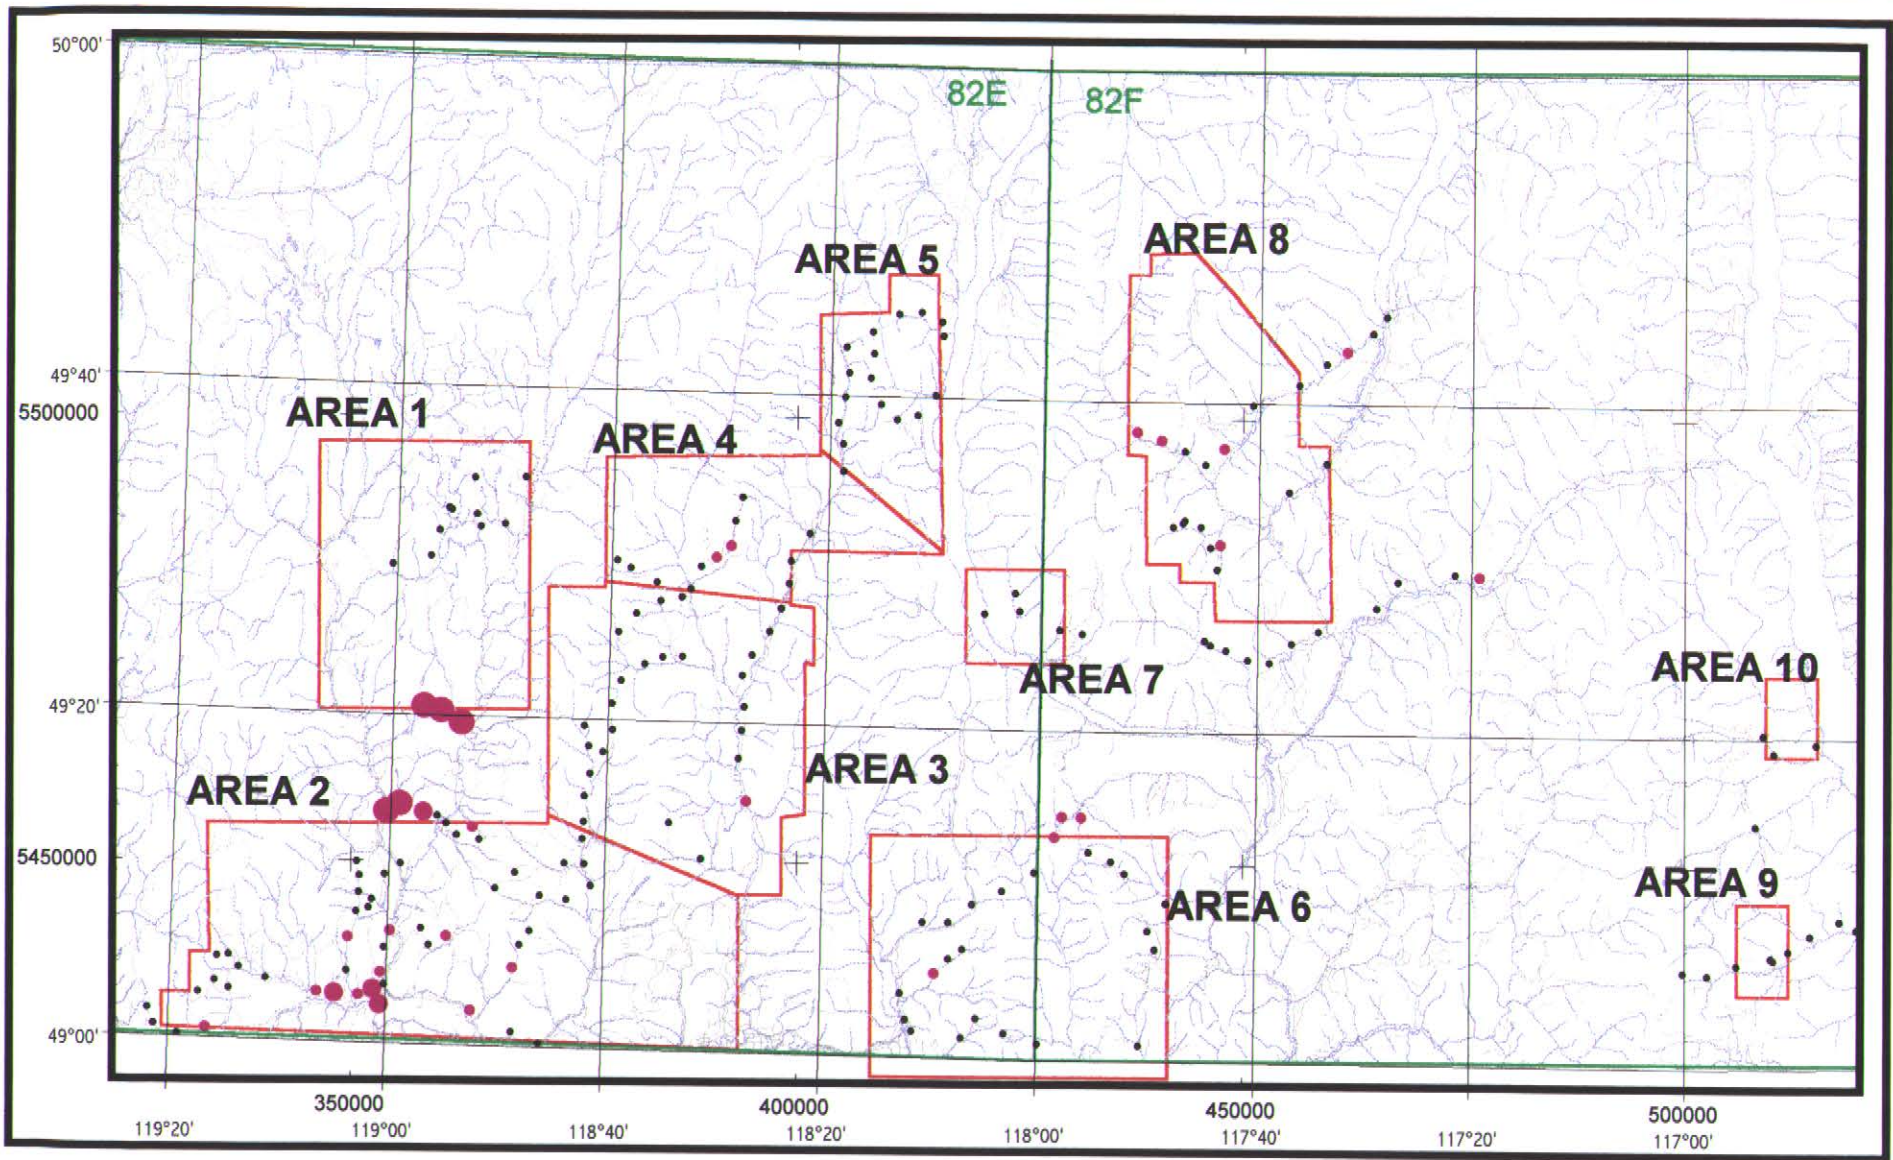 50°00'
82E 82F
AREA 8
AREA 5
49°40'
5500000
AREA 1
AREA 4
AREA 10
AREA 7
49°20'
AREA 3
AREA 2
5450000
AREA 9
AREA 6
49°00'
350000 400000 450000 500000
119°20' 119°00' 118°40' 118°20' 118°00' 117°40' 117°20' 117°00'